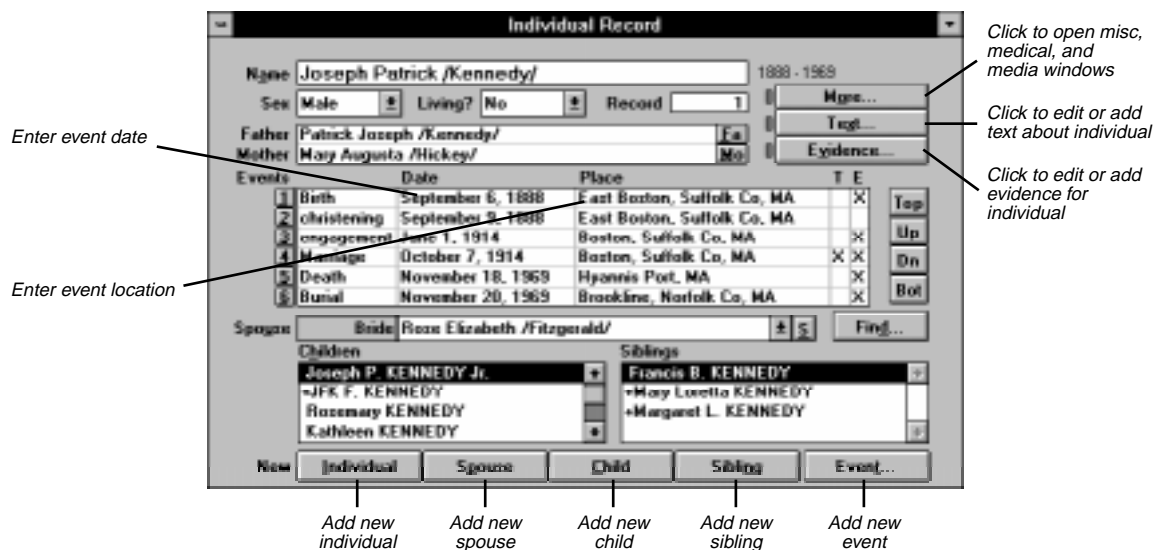 Individual Record
Click to open misc,
medical, and
media windows
Name Joseph Patrick /Kennedy/ 1888 - 1969
Sex Male Living? No Record 1 More...
Click to edit or add
text about individual
Text...
Enter event date
Father Patrick Joseph /Kennedy/ Fa
Mother Mary Augusta /Hickey/ Mo Evidence...
Click to edit or add
evidence for
individual
Events Date Place T E
1 Birth September 6, 1888 East Boston, Suffolk Co, MA X Top
2 christening September 9, 1888 East Boston, Suffolk Co, MA
3 engagement June 1, 1914 Boston, Suffolk Co, MA X Up
4 Marriage October 7, 1914 Boston, Suffolk Co, MA X X Dn
5 Death November 18, 1969 Hyannis Port, MA X
6 Burial November 20, 1969 Brookline, Norfolk Co, MA X Bot
Enter event location
Spouse Bride Rose Elizabeth /Fitzgerald/ S Find...
Children Siblings
Joseph P. KENNEDY Jr. Francis B. KENNEDY
+JFK F. KENNEDY +Mary Loretta KENNEDY
Rosemary KENNEDY +Margaret L. KENNEDY
Kathleen KENNEDY
New Individual Spouse Child Sibling Event...
Add new
individual
Add new
spouse
Add new
child
Add new
sibling
Add new
event